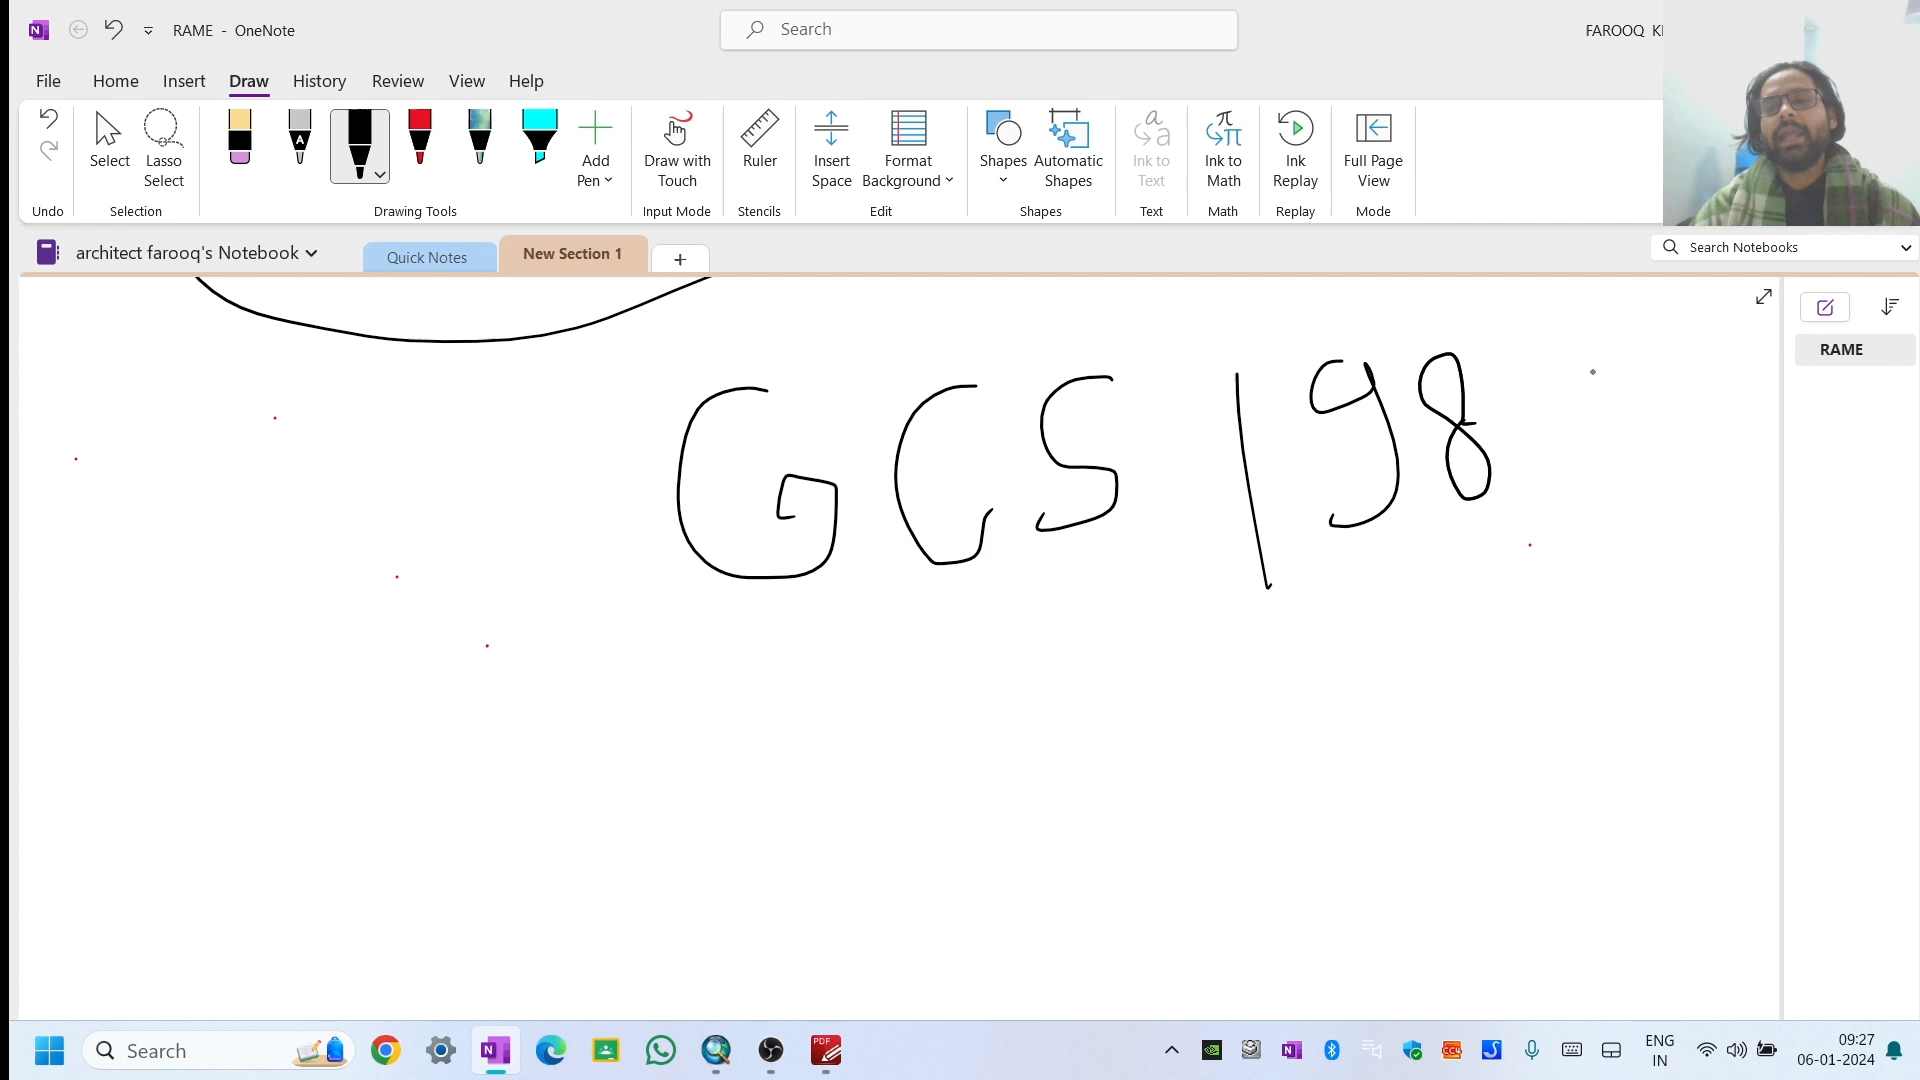 RAME - OneNote
Search
FAROOQ
File Home Insert Draw History Review View Help
Select
Lasso Select
A
Add Pen
Draw with Touch
Ruler
Insert Space
Format Background
Shapes
Automatic Shapes
Ink to Text
Ink to Math
Ink Replay
Full Page View
Undo Selection Drawing Tools Input Mode Stencils Edit Shapes Text Math Replay Mode
architect farooq's Notebook
Quick Notes
New Section 1
+
Search Notebooks
RAME
GCS 198
Search
PDF
ENG
IN
09:27
06-01-2024